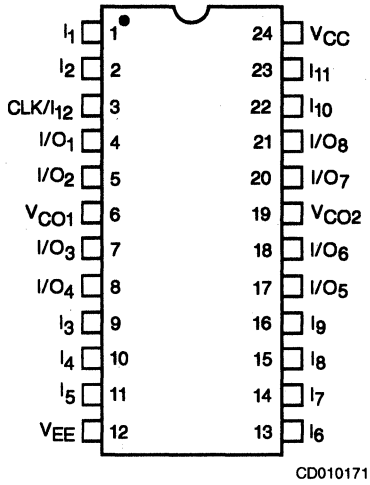 I1 1 24 VCC
I2 2 23 I11
CLK/I12 3 22 I10
I/O1 4 21 I/O8
I/O2 5 20 I/O7
VCO1 6 19 VCO2
I/O3 7 18 I/O6
I/O4 8 17 I/O5
I3 9 16 I9
I4 10 15 I8
I5 11 14 I7
VEE 12 13 I6
CD010171